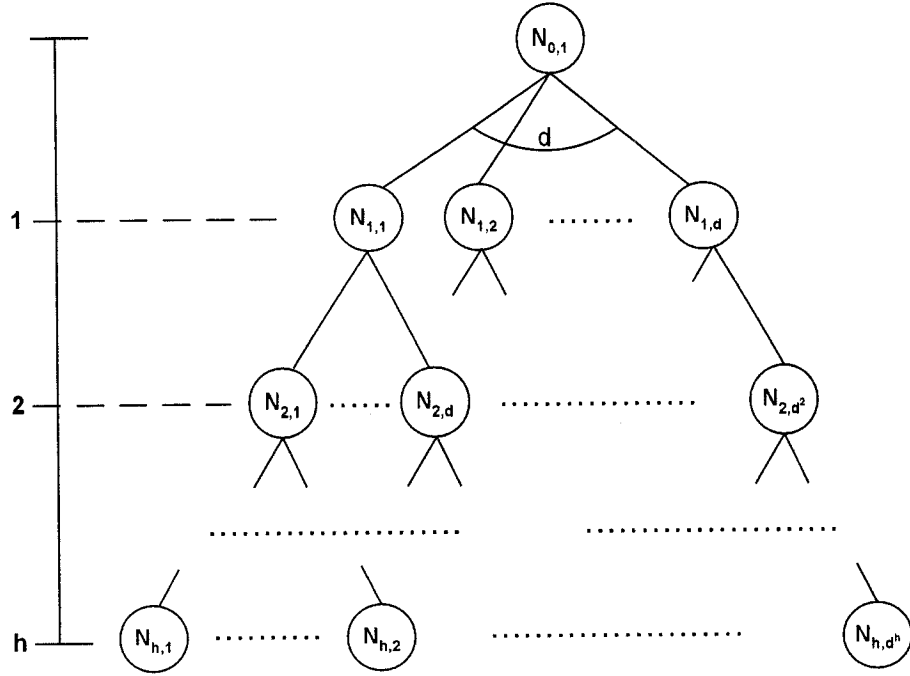 N₀,₁
d
1 N₁,₁ N₁,₂ ........ N₁,d
2 N₂,₁ ...... N₂,d ................. N₂,d²
h Nₕ,₁ ......... Nₕ,₂ ..................... Nₕ,dʰ